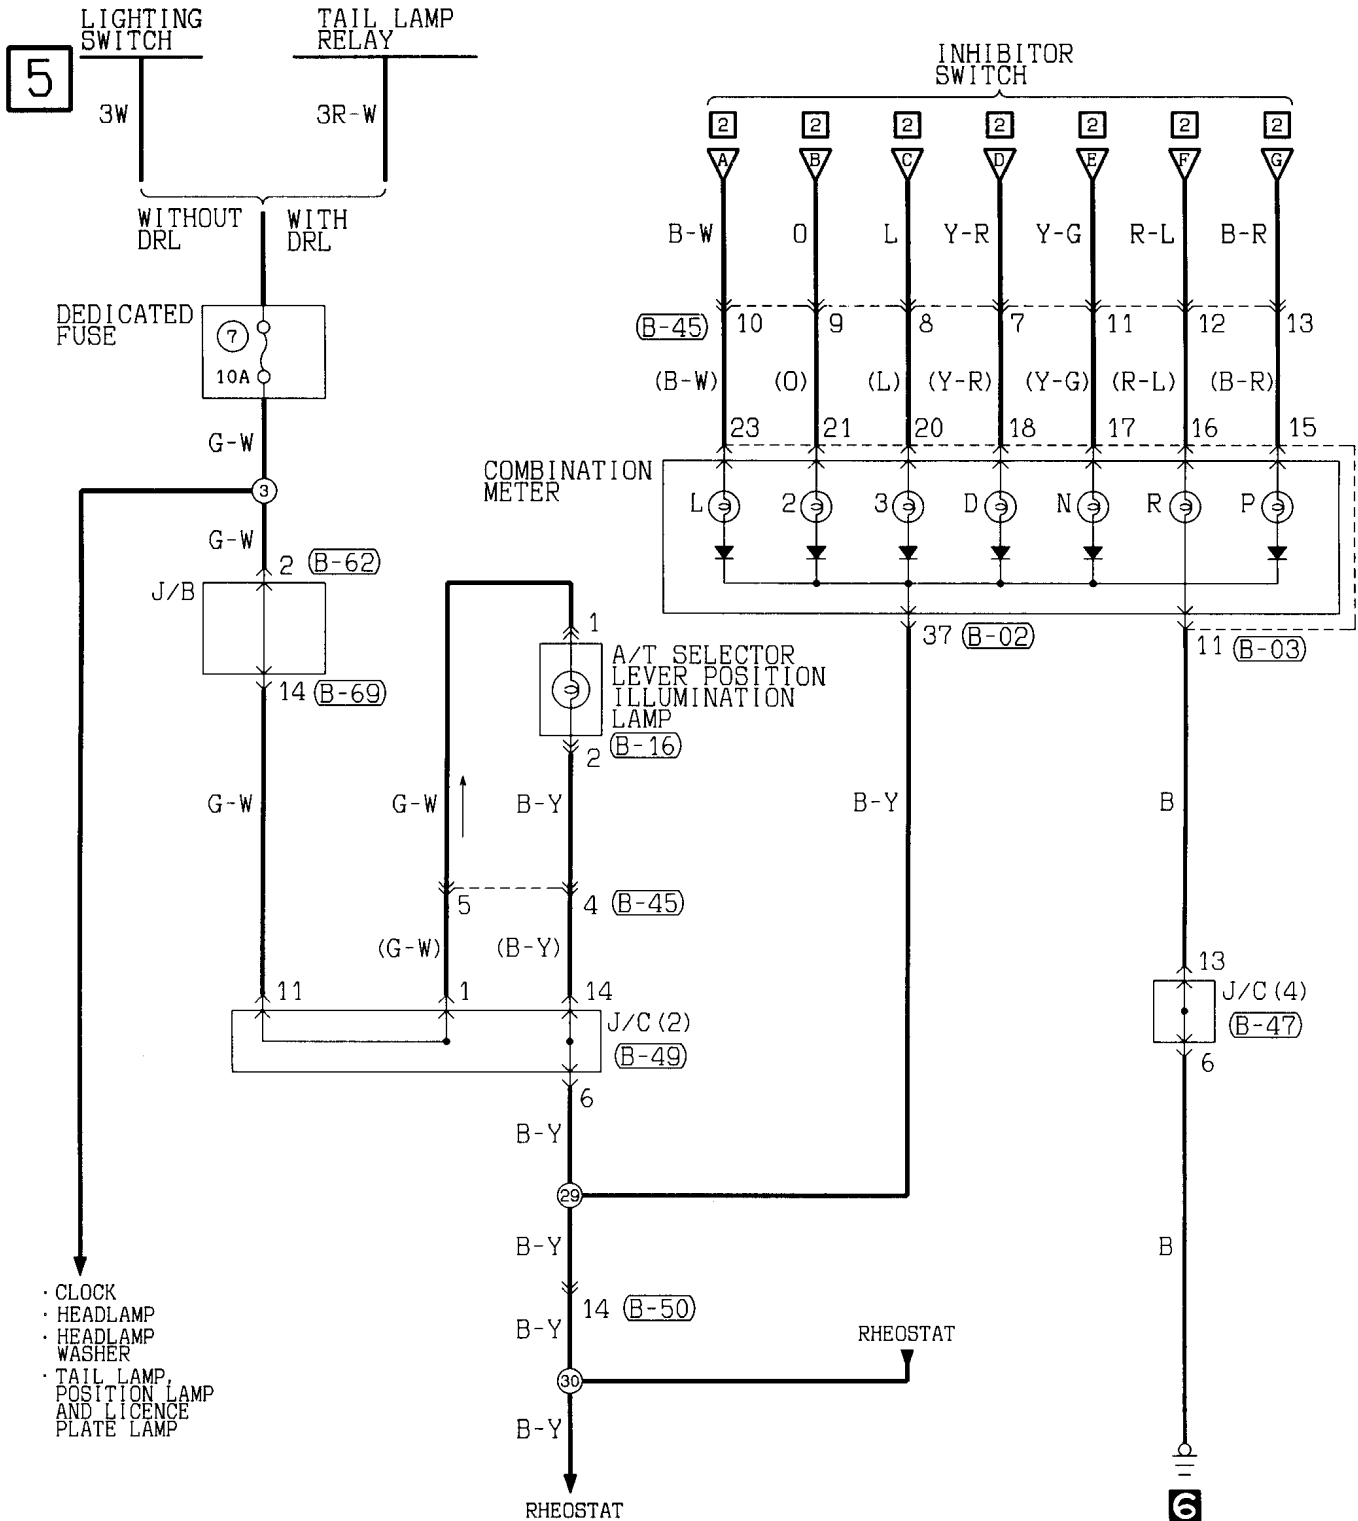 LIGHTING
SWITCH
TAIL LAMP
RELAY
5
3W
3R-W
INHIBITOR
SWITCH
2 2 2 2 2 2 2
A B C D E F G
WITHOUT
DRL
WITH
DRL
B-W O L Y-R Y-G R-L B-R
DEDICATED
FUSE
7
10A
(B-45) 10 9 8 7 11 12 13
(B-W) (O) (L) (Y-R) (Y-G) (R-L) (B-R)
G-W
23 21 20 18 17 16 15
COMBINATION
METER
3
L 2 3 D N R P
G-W
2 (B-62)
J/B
14 (B-69)
1
A/T SELECTOR
LEVER POSITION
ILLUMINATION
LAMP
(B-16)
2
37 (B-02)
11 (B-03)
G-W G-W B-Y B-Y B
5 4 (B-45)
(G-W) (B-Y)
11 1 14
J/C(2)
(B-49)
6
13
J/C(4)
(B-47)
6
B-Y
29
B-Y
B
14 (B-50)
B-Y
RHEOSTAT
30
B-Y
RHEOSTAT
· CLOCK
· HEADLAMP
· HEADLAMP
WASHER
· TAIL LAMP,
POSITION LAMP
AND LICENCE
PLATE LAMP
6